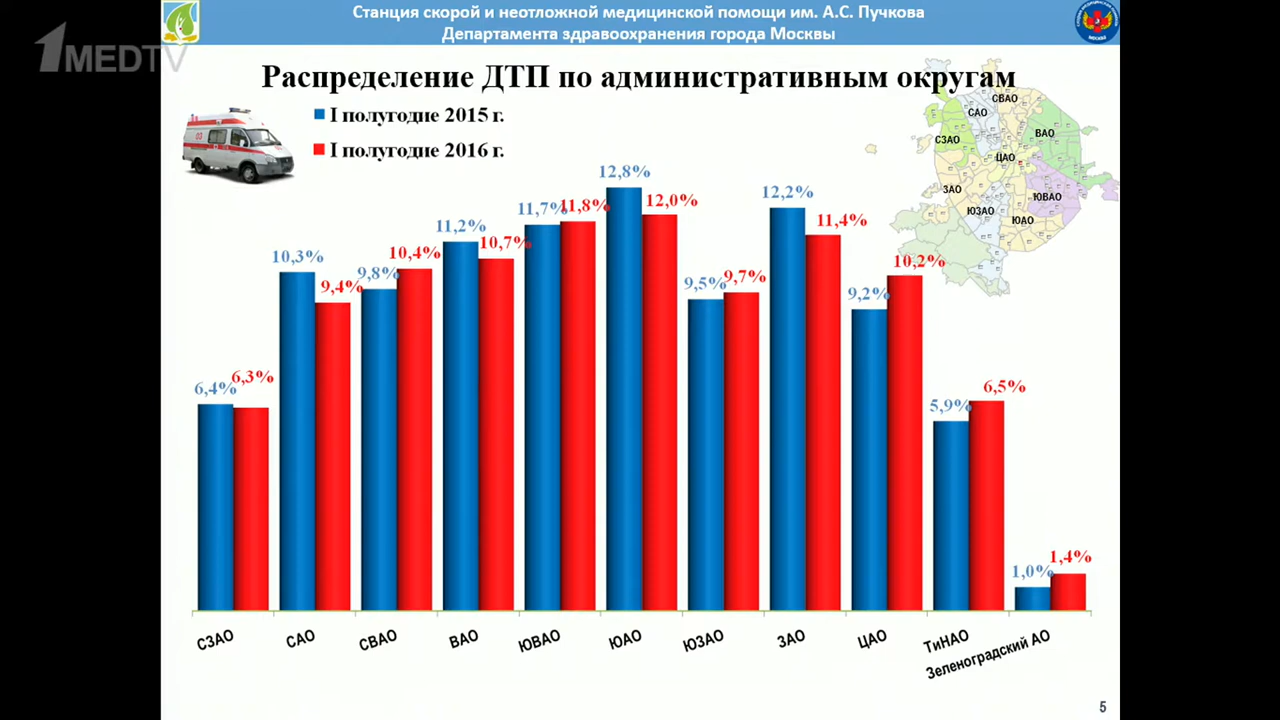 Станция скорой и неотложной медицинской помощи им. А.С. Пучкова
Департамента здравоохранения города Москвы
1MEDTV
Распределение ДТП по административным округам
I полугодие 2015 г.
I полугодие 2016 г.
03
СВАО
САО
СЗАО
ВАО
ЦАО
ЗАО
ЮВАО
ЮЗАО
ЮАО
6,4% 6,3%
10,3% 9,4%
9,8% 10,4%
11,2% 10,7%
11,7% 11,8%
12,8% 12,0%
9,5% 9,7%
12,2% 11,4%
9,2% 10,2%
5,9% 6,5%
1,0% 1,4%
СЗАО
САО
СВАО
ВАО
ЮВАО
ЮАО
ЮЗАО
ЗАО
ЦАО
ТиНАО
Зеленоградский АО
5